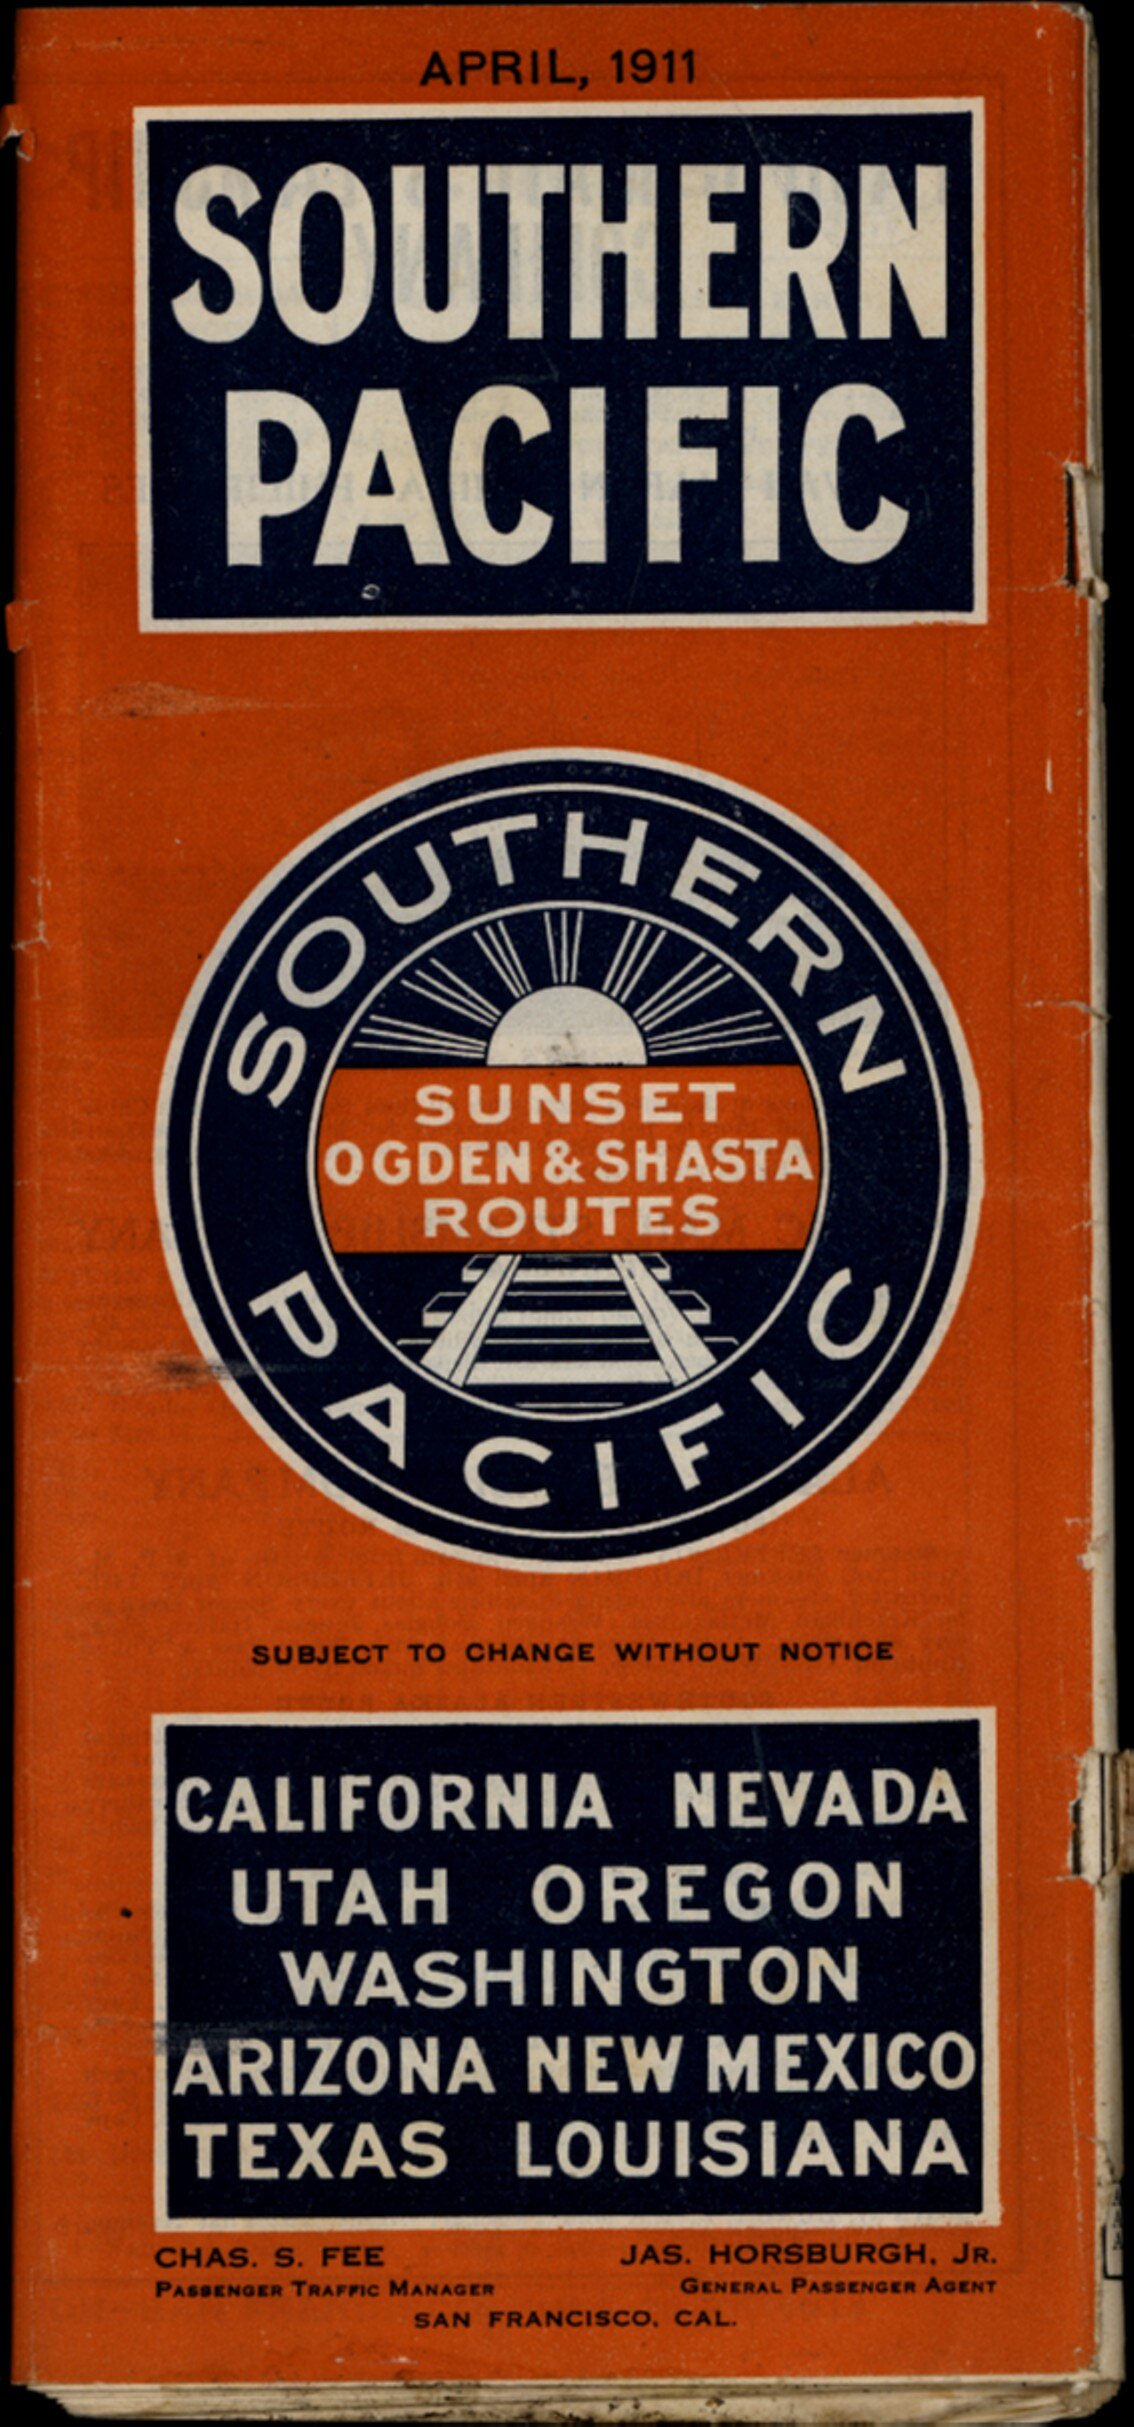 APRIL, 1911
SOUTHERN
PACIFIC
SOUTHERN
SUNSET
OGDEN & SHASTA
ROUTES
PACIFIC
SUBJECT TO CHANGE WITHOUT NOTICE
CALIFORNIA NEVADA
UTAH OREGON
WASHINGTON
ARIZONA NEW MEXICO
TEXAS LOUISIANA
CHAS. S. FEE JAS. HORSBURGH, JR.
PASSENGER TRAFFIC MANAGER GENERAL PASSENGER AGENT
SAN FRANCISCO, CAL.